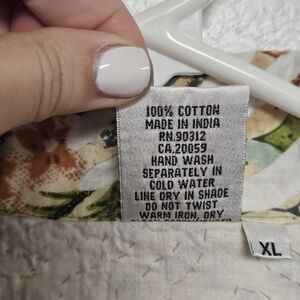 100% COTTON
MADE IN INDIA
RN.90312
CA.20059
HAND WASH
SEPARATELY IN
COLD WATER
LINE DRY IN SHADE
DO NOT TWIST
WARM IRON, DRY
XL